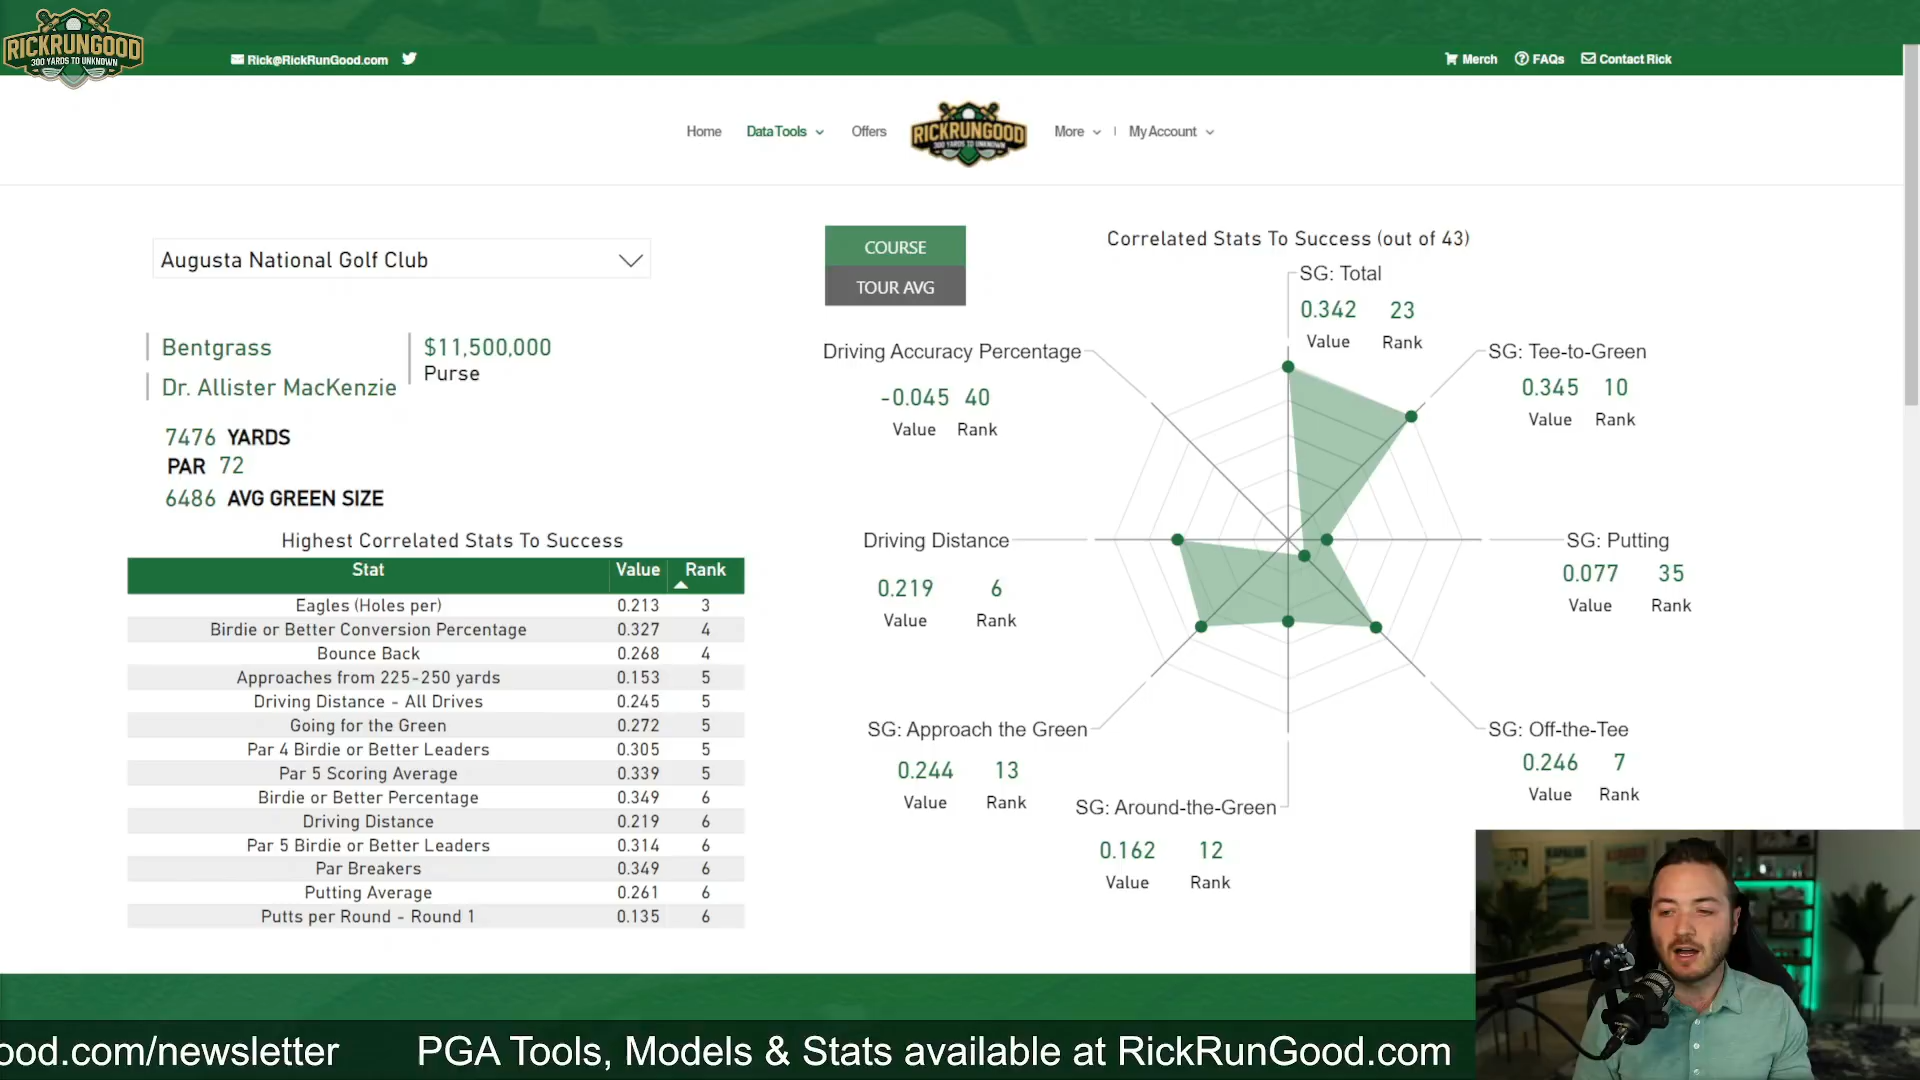 RICKRUNGOOD
300 YARDS TO UNKNOWN
Rick@RickRunGood.com
Merch
FAQs
Contact Rick
Home
Data Tools
Offers
RICKRUNGOOD
300 YARDS TO UNKNOWN
More
My Account
Augusta National Golf Club
Bentgrass
Dr. Allister MacKenzie
$11,500,000
Purse
7476 YARDS
PAR 72
6486 AVG GREEN SIZE
Highest Correlated Stats To Success
Stat Value Rank
Eagles (Holes per) 0.213 3
Birdie or Better Conversion Percentage 0.327 4
Bounce Back 0.268 4
Approaches from 225-250 yards 0.153 5
Driving Distance - All Drives 0.245 5
Going for the Green 0.272 5
Par 4 Birdie or Better Leaders 0.305 5
Par 5 Scoring Average 0.339 5
Birdie or Better Percentage 0.349 6
Driving Distance 0.219 6
Par 5 Birdie or Better Leaders 0.314 6
Par Breakers 0.349 6
Putting Average 0.261 6
Putts per Round - Round 1 0.135 6
COURSE
TOUR AVG
Correlated Stats To Success (out of 43)
SG: Total
0.342 23
Value Rank
SG: Tee-to-Green
0.345 10
Value Rank
SG: Putting
0.077 35
Value Rank
SG: Off-the-Tee
0.246 7
Value Rank
SG: Around-the-Green
0.162 12
Value Rank
SG: Approach the Green
0.244 13
Value Rank
Driving Distance
0.219 6
Value Rank
Driving Accuracy Percentage
-0.045 40
Value Rank
ood.com/newsletter PGA Tools, Models & Stats available at RickRunGood.com